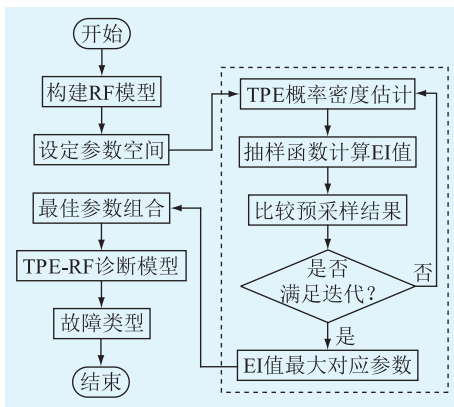 开始
构建RF模型
设定参数空间
TPE概率密度估计
抽样函数计算EI值
比较预采样结果
是否
满足迭代?
否
是
EI值最大对应参数
最佳参数组合
TPE-RF诊断模型
故障类型
结束